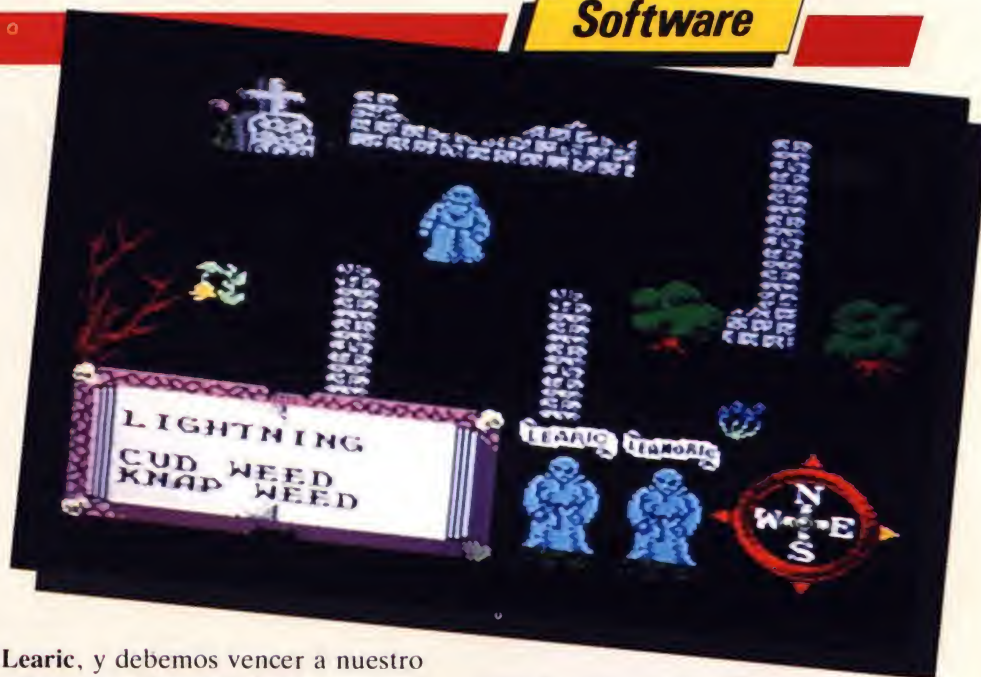 Software
LIGHTNING
CUD WEED
KNAP WEED
LEARIC
LEANORIC
N
W E
S
Learic, y debemos vencer a nuestro